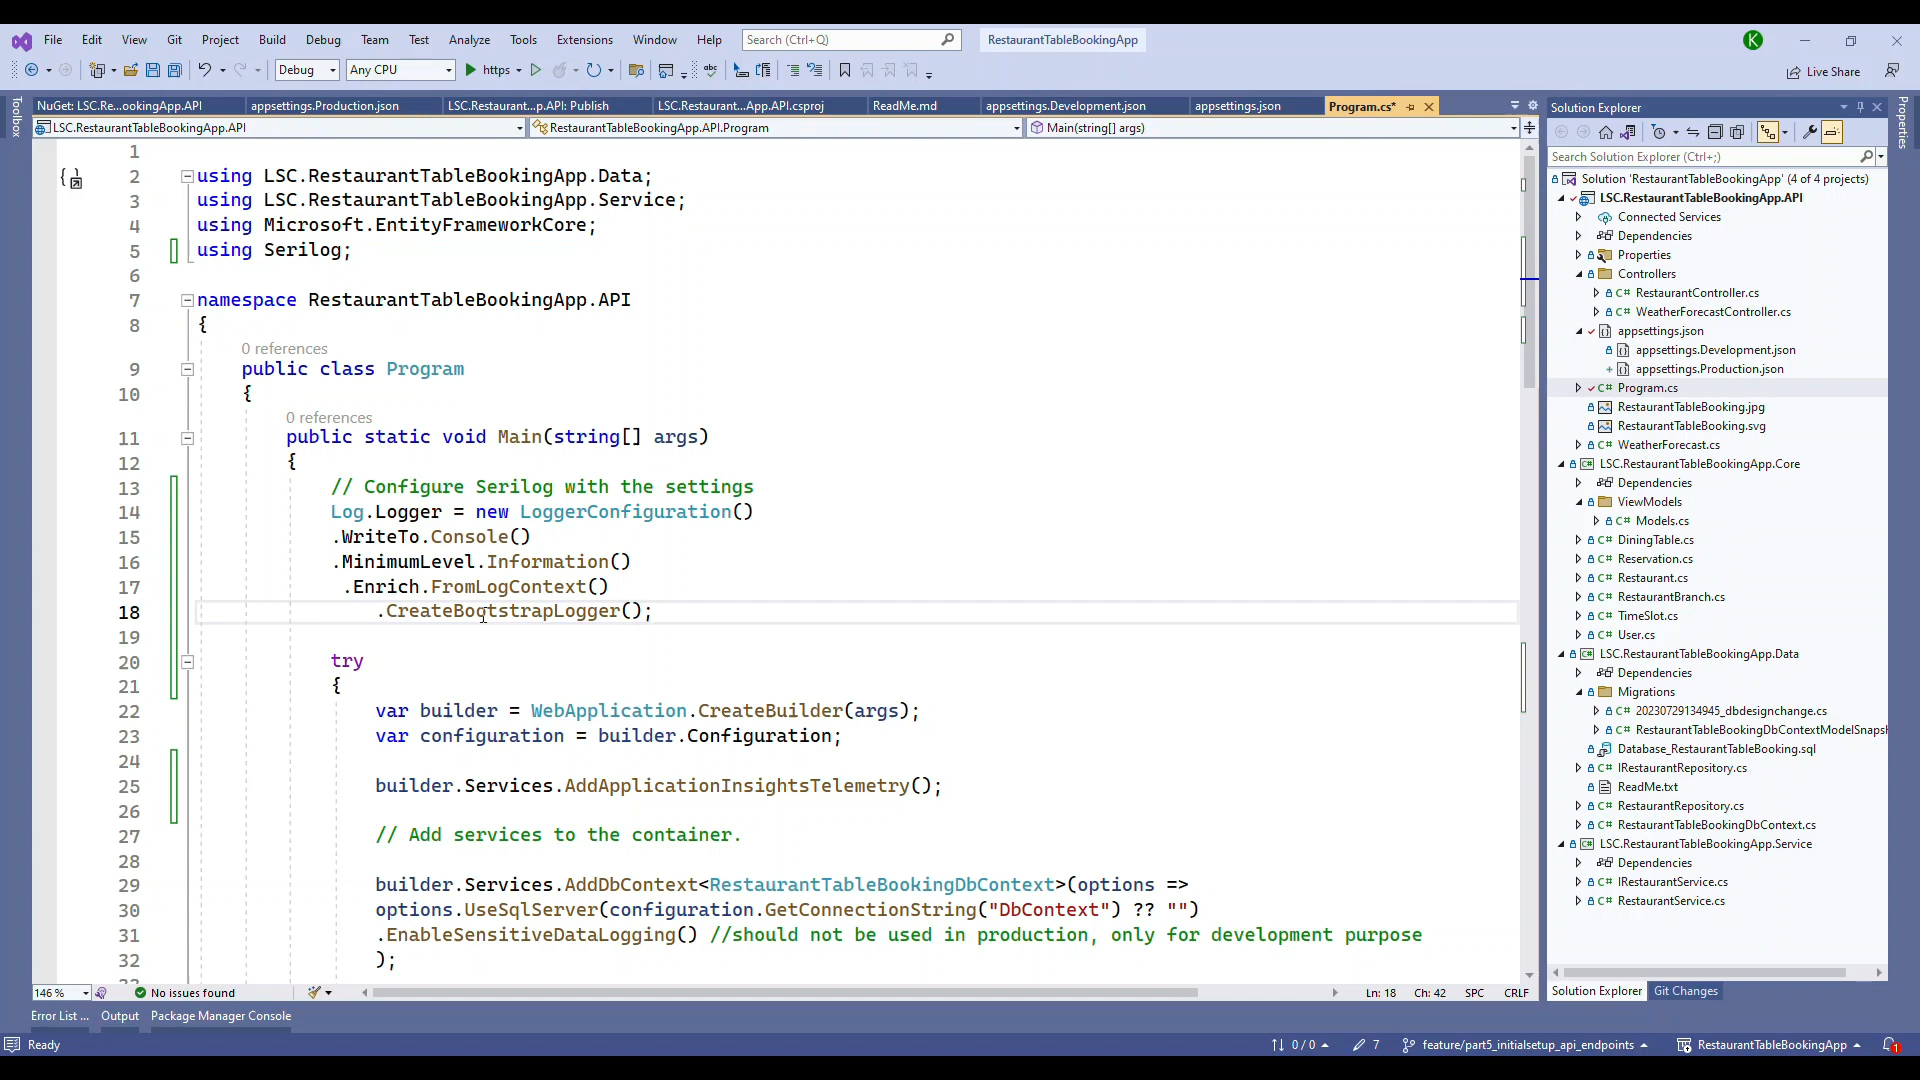 File Edit View Git Project Build Debug Team Test Analyze Tools Extensions Window Help Search (Ctrl+Q) RestaurantTableBookingApp K
Debug Any CPU https Live Share
NuGet: LSC.Re...ookingApp.API appsettings.Production.json LSC.Restaurant...p.API: Publish LSC.Restaurant...App.API.csproj ReadMe.md appsettings.Development.json appsettings.json Program.cs*
LSC.RestaurantTableBookingApp.API RestaurantTableBookingApp.API.Program Main(string[] args)
Toolbox
1
2 using LSC.RestaurantTableBookingApp.Data;
3 using LSC.RestaurantTableBookingApp.Service;
4 using Microsoft.EntityFrameworkCore;
5 using Serilog;
6
7 namespace RestaurantTableBookingApp.API
8 {
0 references
9 public class Program
10 {
0 references
11 public static void Main(string[] args)
12 {
13 // Configure Serilog with the settings
14 Log.Logger = new LoggerConfiguration()
15 .WriteTo.Console()
16 .MinimumLevel.Information()
17 .Enrich.FromLogContext()
18 .CreateBootstrapLogger();
19
20 try
21 {
22 var builder = WebApplication.CreateBuilder(args);
23 var configuration = builder.Configuration;
24
25 builder.Services.AddApplicationInsightsTelemetry();
26
27 // Add services to the container.
28
29 builder.Services.AddDbContext<RestaurantTableBookingDbContext>(options =>
30 options.UseSqlServer(configuration.GetConnectionString("DbContext") ?? "")
31 .EnableSensitiveDataLogging() //should not be used in production, only for development purpose
32 );
146 % No issues found Ln: 18 Ch: 42 SPC CRLF
Solution Explorer
Search Solution Explorer (Ctrl+;)
Solution 'RestaurantTableBookingApp' (4 of 4 projects)
LSC.RestaurantTableBookingApp.API
Connected Services
Dependencies
Properties
Controllers
RestaurantController.cs
WeatherForecastController.cs
appsettings.json
appsettings.Development.json
appsettings.Production.json
Program.cs
RestaurantTableBooking.jpg
RestaurantTableBooking.svg
WeatherForecast.cs
LSC.RestaurantTableBookingApp.Core
Dependencies
ViewModels
Models.cs
DiningTable.cs
Reservation.cs
Restaurant.cs
RestaurantBranch.cs
TimeSlot.cs
User.cs
LSC.RestaurantTableBookingApp.Data
Dependencies
Migrations
20230729134945_dbdesignchange.cs
RestaurantTableBookingDbContextModelSnapsh
Database_RestaurantTableBooking.sql
IRestaurantRepository.cs
ReadMe.txt
RestaurantRepository.cs
RestaurantTableBookingDbContext.cs
LSC.RestaurantTableBookingApp.Service
Dependencies
IRestaurantService.cs
RestaurantService.cs
Solution Explorer Git Changes
Properties
Error List ... Output Package Manager Console
Ready 0 / 0 7 feature/part5_initialsetup_api_endpoints RestaurantTableBookingApp 1